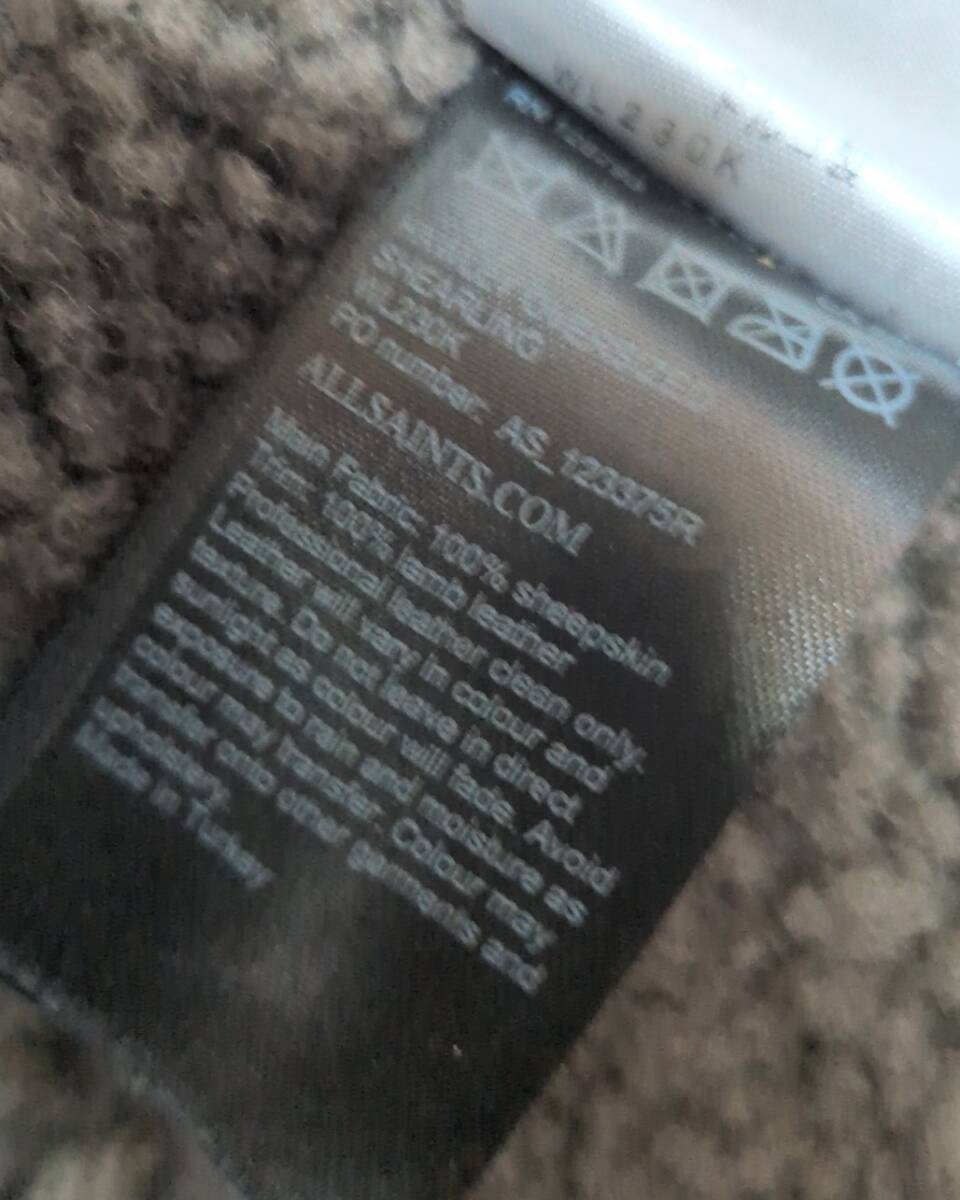 WL230K
RN
SHEARLING
WL230K
PO number: AS_123375R
ALLSAINTS.COM
Main Fabric: 100% sheepskin
Trim: 100% lamb leather
Professional leather clean only.
Leather will vary in colour and
texture. Do not leave in direct
sunlight as colour will fade. Avoid
exposure to rain and moisture as
colour may transfer. Colour may
transfer onto other garments and
upholstery.
Made in Turkey